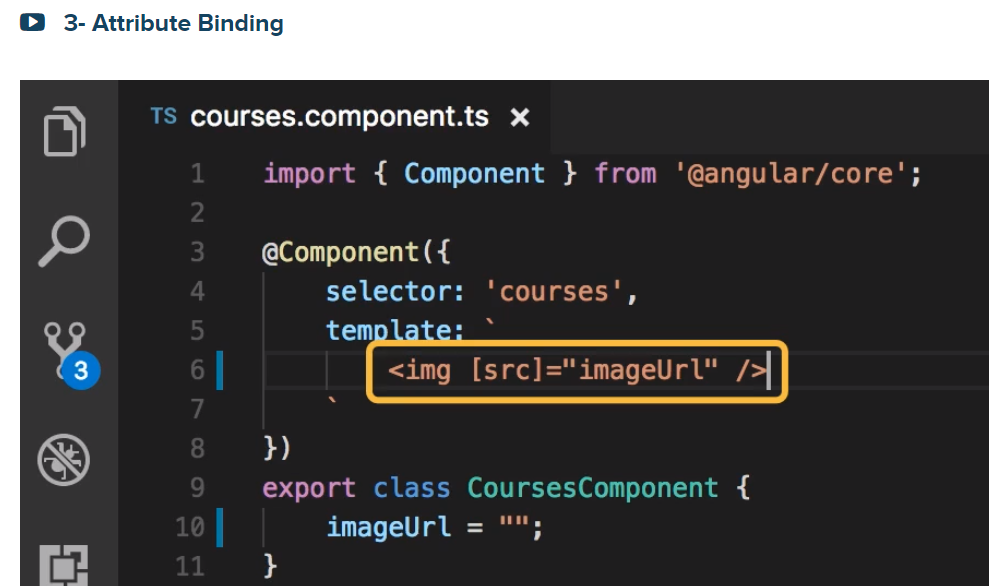 3- Attribute Binding
TS courses.component.ts ×
1 import { Component } from '@angular/core';
2
3 @Component({
4 selector: 'courses',
5 template: `
6 <img [src]="imageUrl" />
3
7 `
8 })
9 export class CoursesComponent {
10 imageUrl = "";
11 }